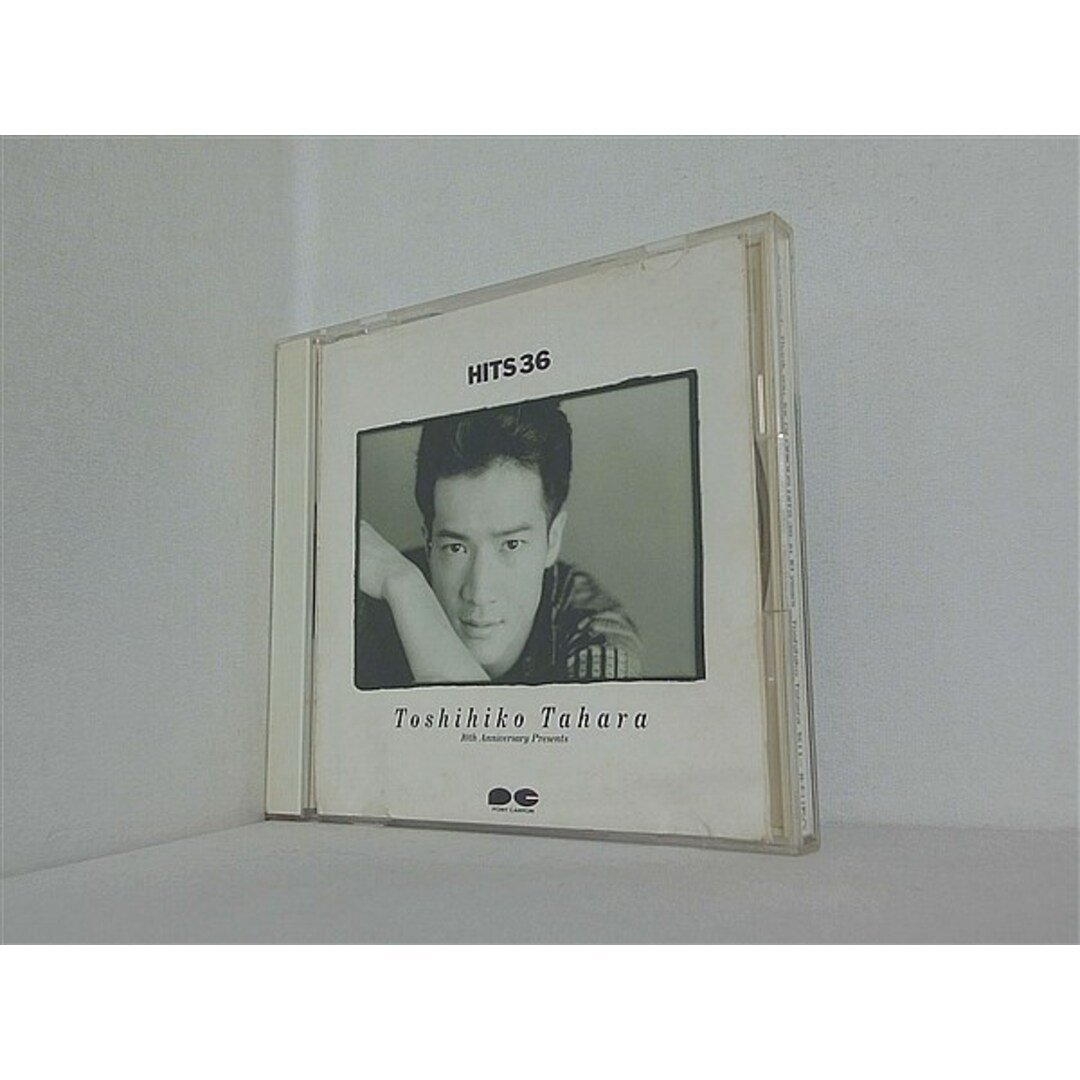 HITS 36
Toshihiko Tahara
10th Anniversary Presents
PONY CANYON